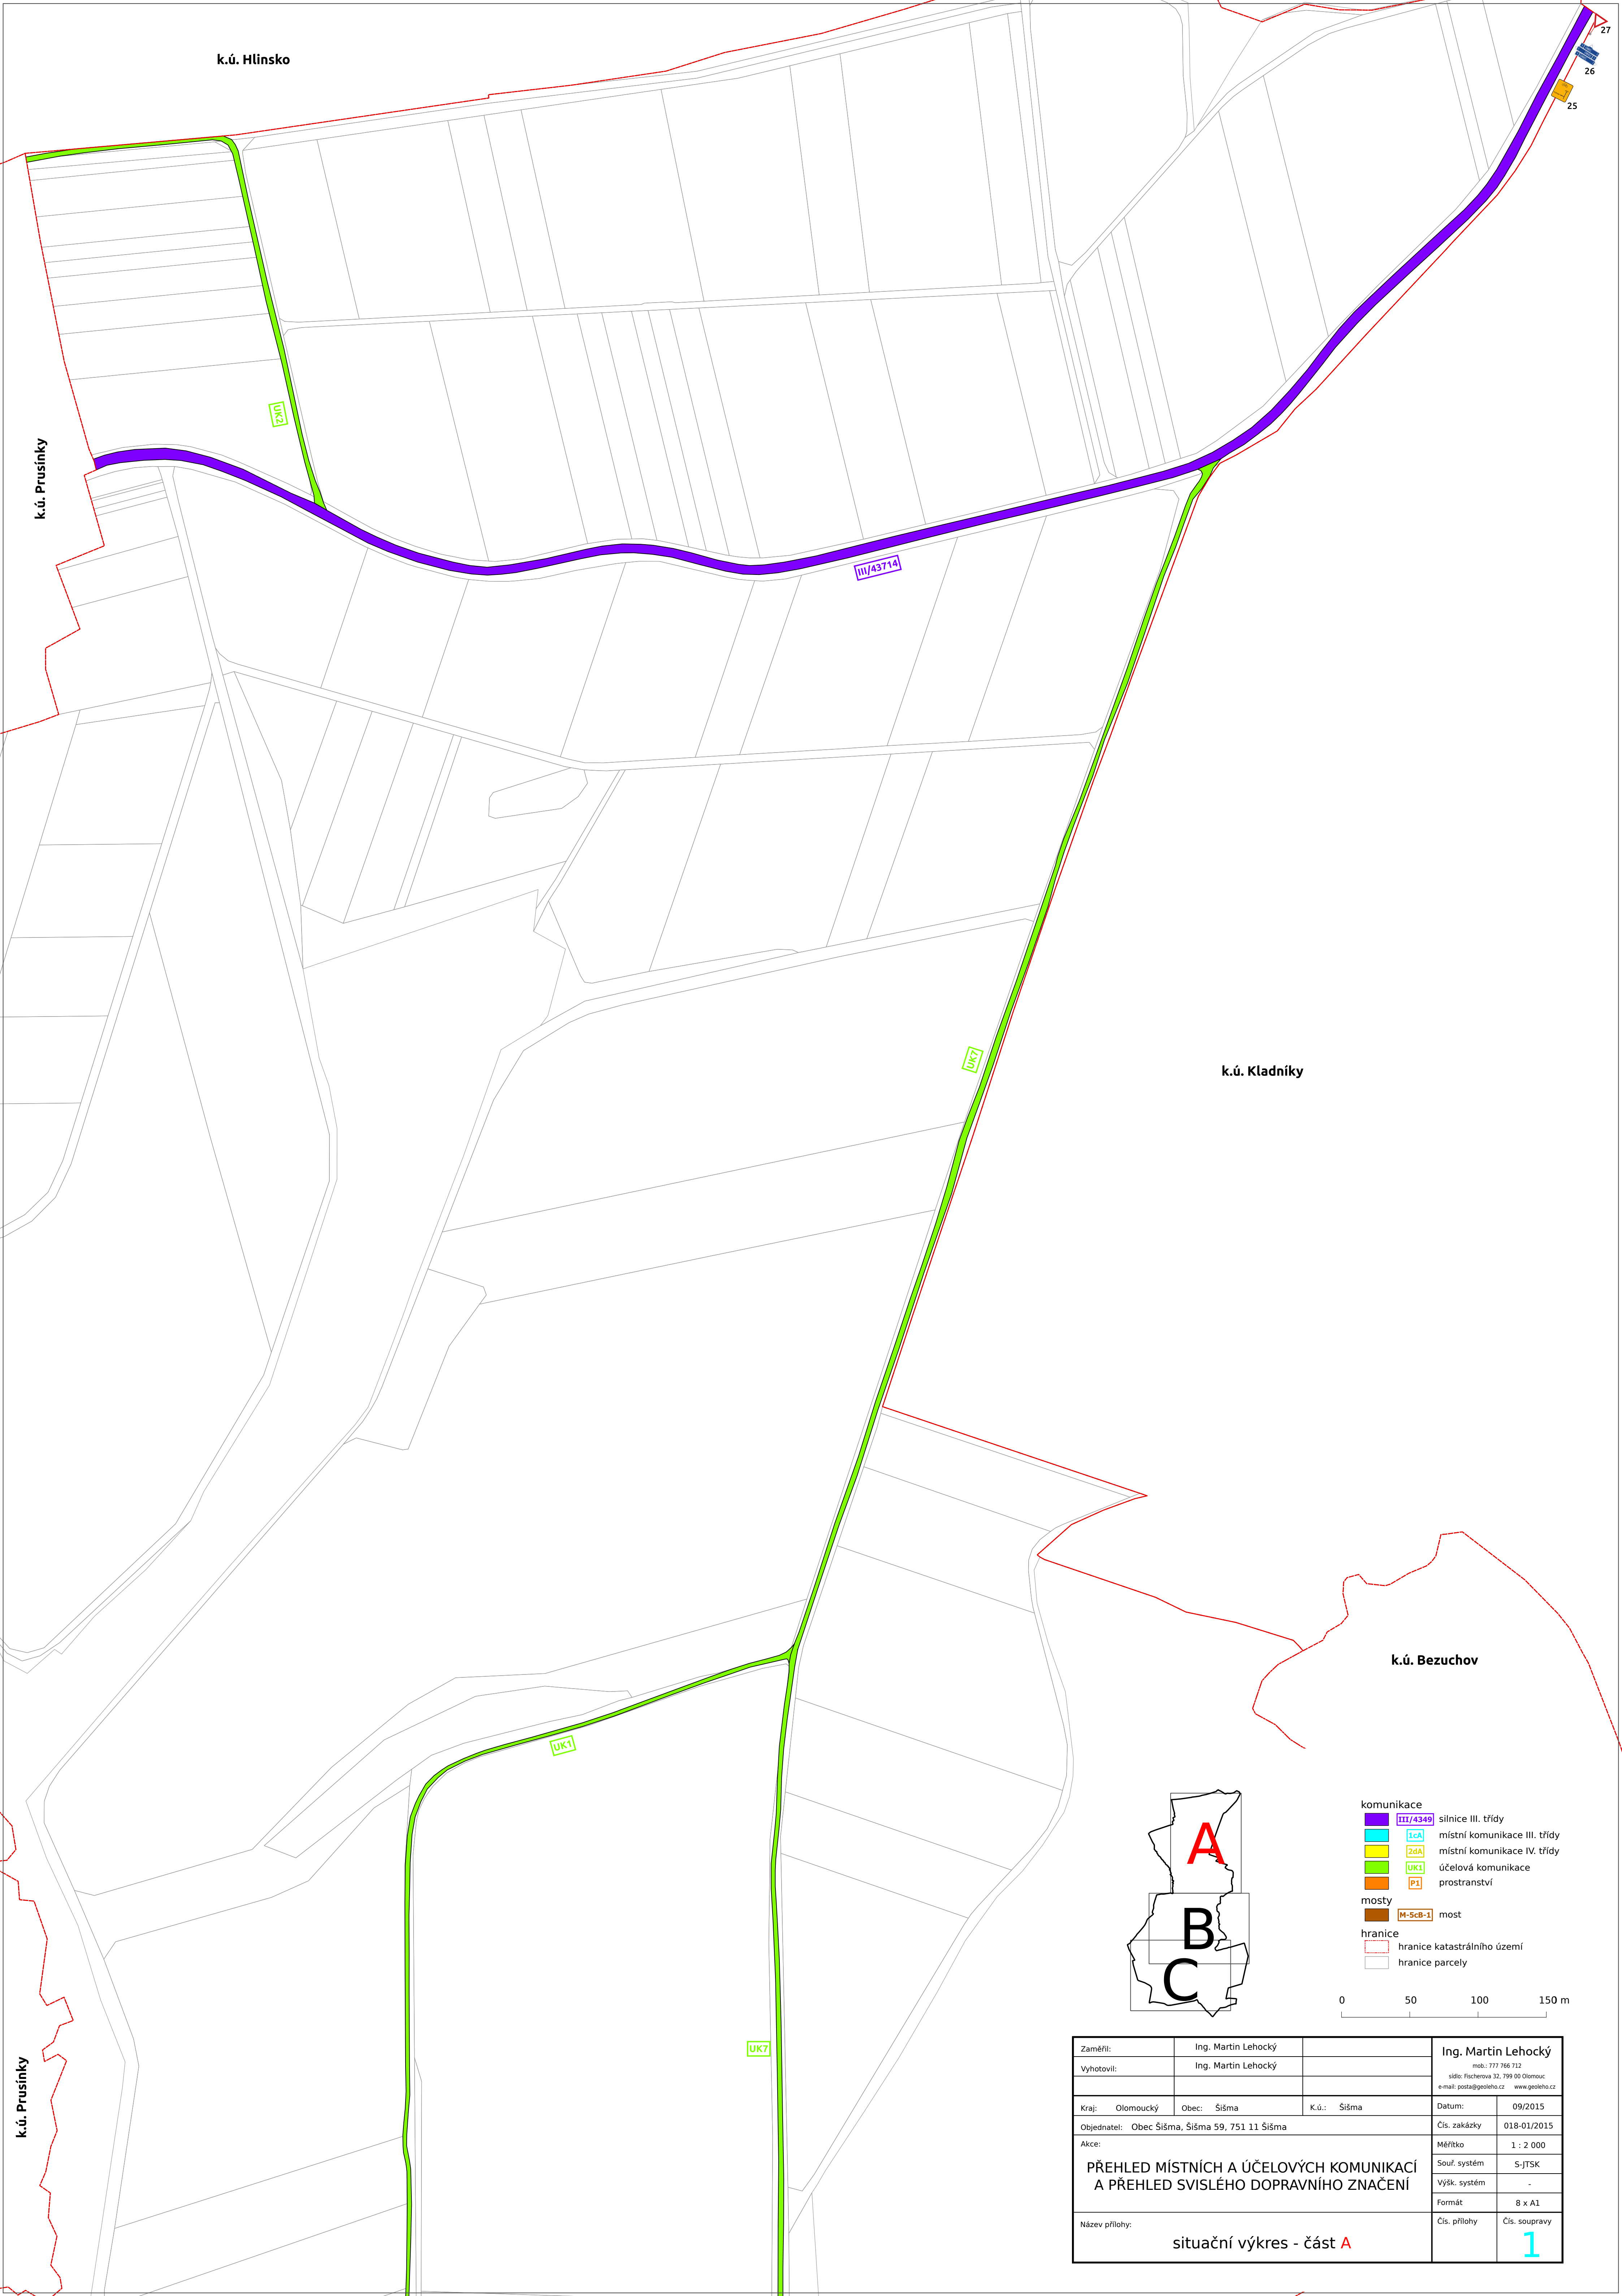 k.ú. Hlinsko
27
26
25
UK2
k.ú. Prusínky
III/43714
UK7
k.ú. Kladníky
k.ú. Bezuchov
UK1
UK7
k.ú. Prusínky
A
B
C
komunikace
III/4349 silnice III. třídy
1cA místní komunikace III. třídy
2dA místní komunikace IV. třídy
UK1 účelová komunikace
P1 prostranství
mosty
M-5cB-1 most
hranice
hranice katastrálního území
hranice parcely
0 50 100 150 m
Zaměřil: Ing. Martin Lehocký
Vyhotovil: Ing. Martin Lehocký
Ing. Martin Lehocký
mob.: 777 766 712
sídlo: Fischerova 32, 799 00 Olomouc
e-mail: posta@geoleho.cz www.geoleho.cz
Kraj: Olomoucký Obec: Šišma K.ú.: Šišma
Objednatel: Obec Šišma, Šišma 59, 751 11 Šišma
Akce:
PŘEHLED MÍSTNÍCH A ÚČELOVÝCH KOMUNIKACÍ
A PŘEHLED SVISLÉHO DOPRAVNÍHO ZNAČENÍ
Název přílohy:
situační výkres - část A
Datum: 09/2015
Čís. zakázky 018-01/2015
Měřítko 1 : 2 000
Souř. systém S-JTSK
Výšk. systém -
Formát 8 x A1
Čís. přílohy Čís. soupravy
1